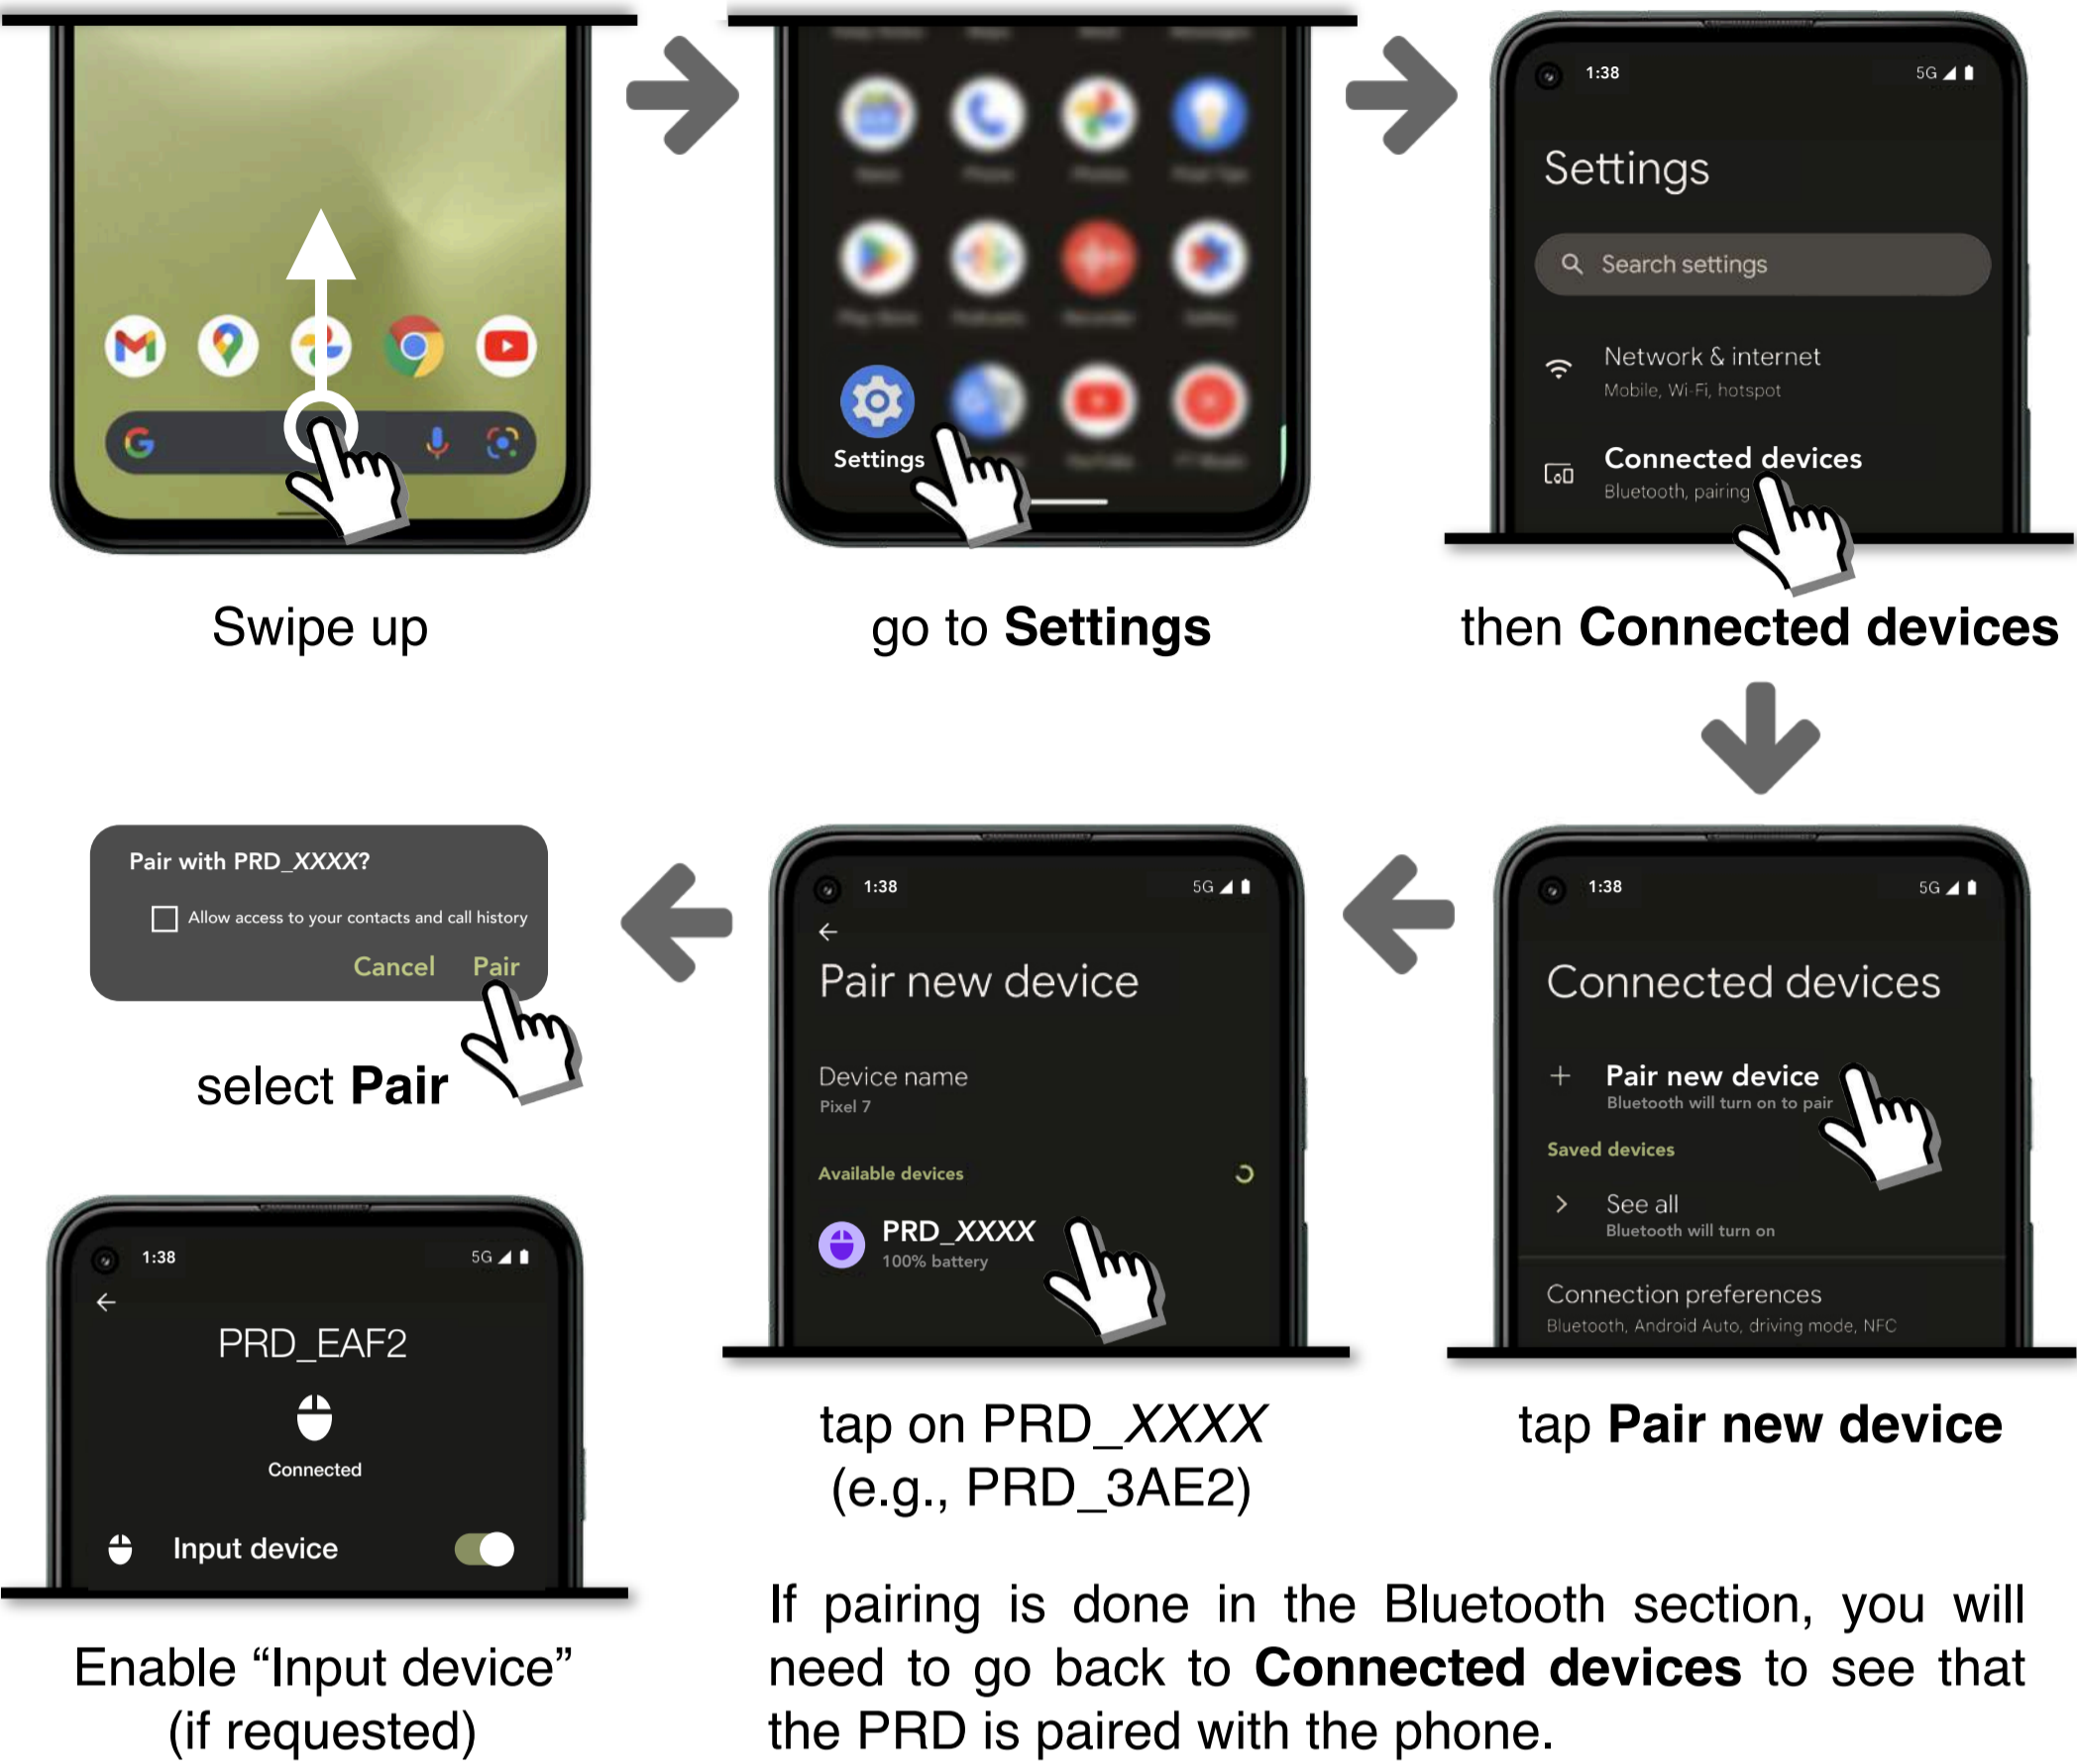 Settings
1:38
5G
Settings
Search settings
Network & internet
Mobile, Wi-Fi, hotspot
Connected devices
Bluetooth, pairing
Swipe up
go to Settings
then Connected devices
1:38
5G
Connected devices
+ Pair new device
Bluetooth will turn on to pair
Saved devices
> See all
Bluetooth will turn on
Connection preferences
Bluetooth, Android Auto, driving mode, NFC
tap Pair new device
1:38
5G
←
Pair new device
Device name
Pixel 7
Available devices
PRD_XXXX
100% battery
tap on PRD_XXXX
(e.g., PRD_3AE2)
Pair with PRD_XXXX?
Allow access to your contacts and call history
Cancel Pair
select Pair
1:38
5G
←
PRD_EAF2
Connected
Input device
Enable “Input device”
(if requested)
If pairing is done in the Bluetooth section, you will
need to go back to Connected devices to see that
the PRD is paired with the phone.